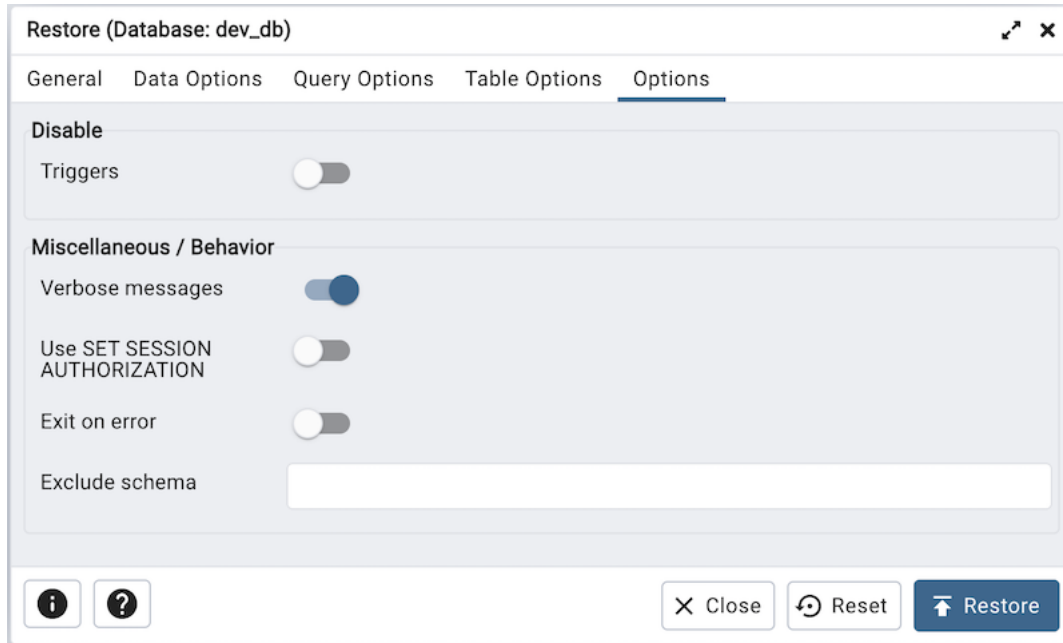 Restore (Database: dev_db)
General Data Options Query Options Table Options Options
Disable
Triggers
Miscellaneous / Behavior
Verbose messages
Use SET SESSION
AUTHORIZATION
Exit on error
Exclude schema
Close Reset Restore